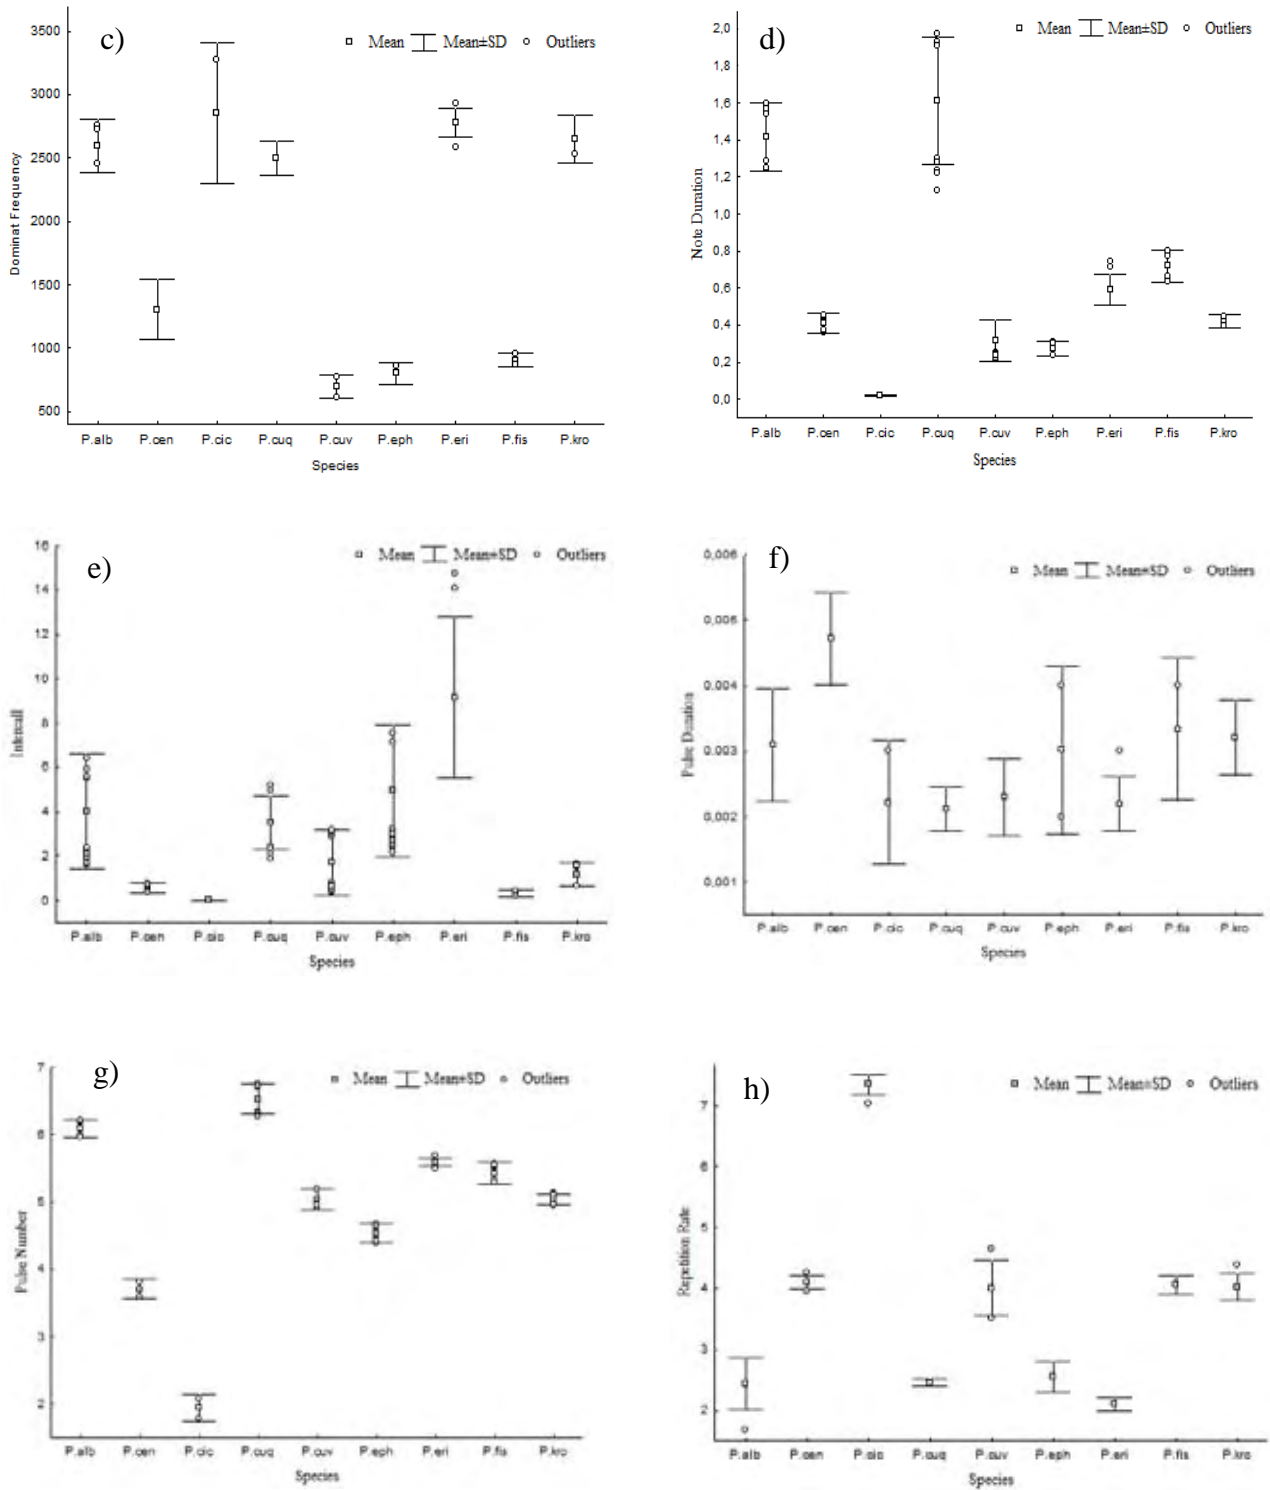 c)
Mean Mean±SD Outliers
3500
3000
2500
2000
1500
1000
500
Dominat Frequency
P.alb P.cen P.cic P.cuq P.cuv P.eph P.eri P.fis P.kro
Species
d)
Mean Mean±SD Outliers
2,0
1,8
1,6
1,4
1,2
1,0
0,8
0,6
0,4
0,2
0,0
Note Duration
P.alb P.cen P.cic P.cuq P.cuv P.eph P.eri P.fis P.kro
Species
e)
Mean Mean±SD Outliers
16
14
12
10
8
6
4
2
0
Intercall
P.alb P.cen P.cic P.cuq P.cuv P.eph P.eri P.fis P.kro
Species
f)
Mean Mean±SD Outliers
0,006
0,005
0,004
0,003
0,002
0,001
Pulse Duration
P.alb P.cen P.cic P.cuq P.cuv P.eph P.eri P.fis P.kro
Species
g)
Mean Mean±SD Outliers
7
6
5
4
3
2
Pulse Number
P.alb P.cen P.cic P.cuq P.cuv P.eph P.eri P.fis P.kro
Species
h)
Mean Mean±SD Outliers
7
6
5
4
3
2
Repetition Rate
P.alb P.cen P.cic P.cuq P.cuv P.eph P.eri P.fis P.kro
Species